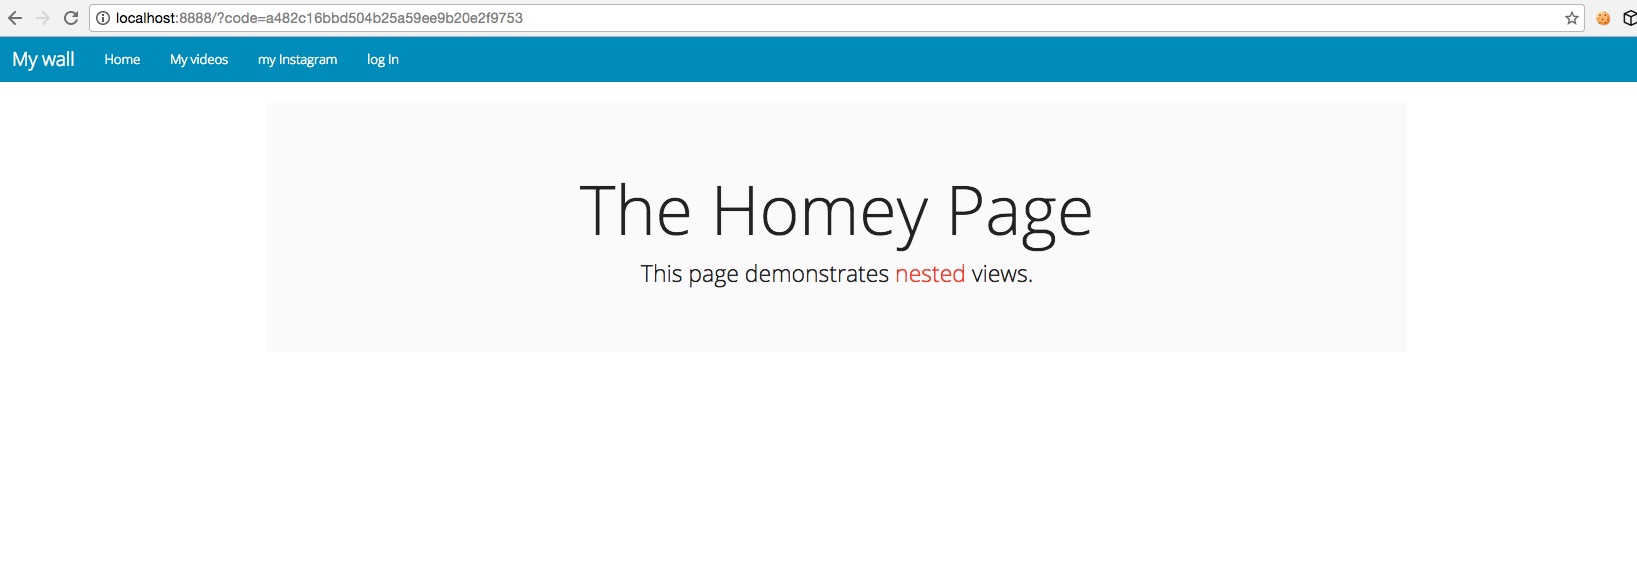 localhost:8888/?code=a482c16bbd504b25a59ee9b20e2f9753
My wall Home My videos my Instagram log In
The Homey Page
This page demonstrates nested views.